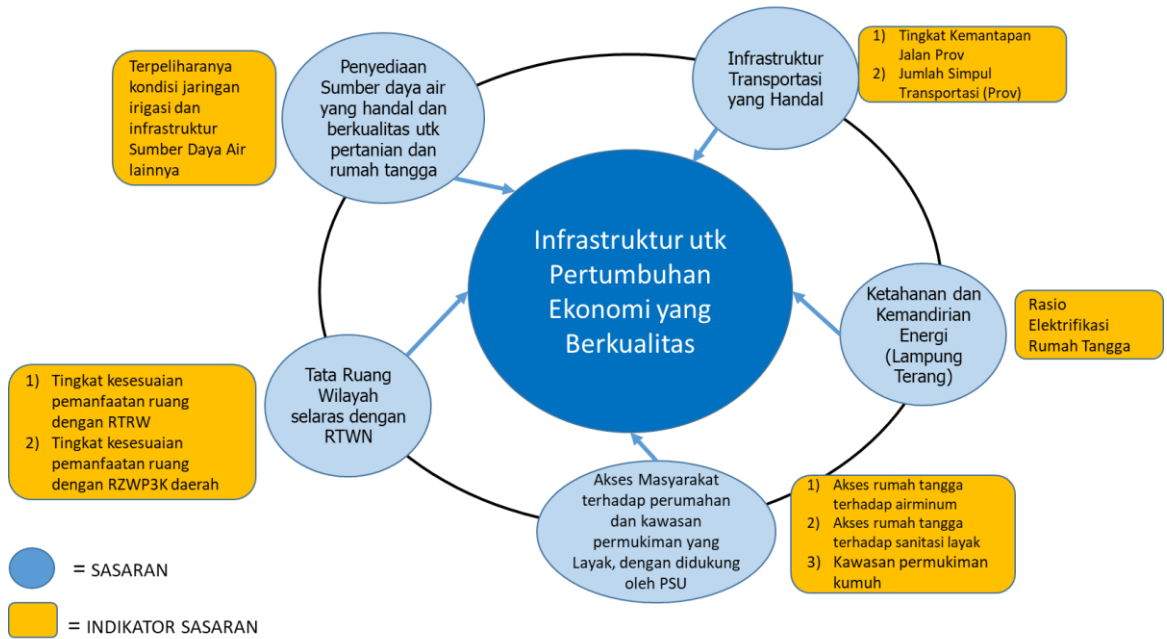 Terpeliharanya
kondisi jaringan
irigasi dan
infrastruktur
Sumber Daya Air
lainnya
Penyediaan
Sumber daya air
yang handal dan
berkualitas utk
pertanian dan
rumah tangga
Infrastruktur
Transportasi
yang Handal
1) Tingkat Kemantapan
Jalan Prov
2) Jumlah Simpul
Transportasi (Prov)
Infrastruktur utk
Pertumbuhan
Ekonomi yang
Berkualitas
Ketahanan dan
Kemandirian
Energi
(Lampung
Terang)
Rasio
Elektrifikasi
Rumah Tangga
1) Tingkat kesesuaian
pemanfaatan ruang
dengan RTRW
2) Tingkat kesesuaian
pemanfaatan ruang
dengan RZWP3K daerah
Tata Ruang
Wilayah
selaras dengan
RTWN
Akses Masyarakat
terhadap perumahan
dan kawasan
permukiman yang
Layak, dengan didukung
oleh PSU
1) Akses rumah tangga
terhadap airminum
2) Akses rumah tangga
terhadap sanitasi layak
3) Kawasan permukiman
kumuh
= SASARAN
= INDIKATOR SASARAN